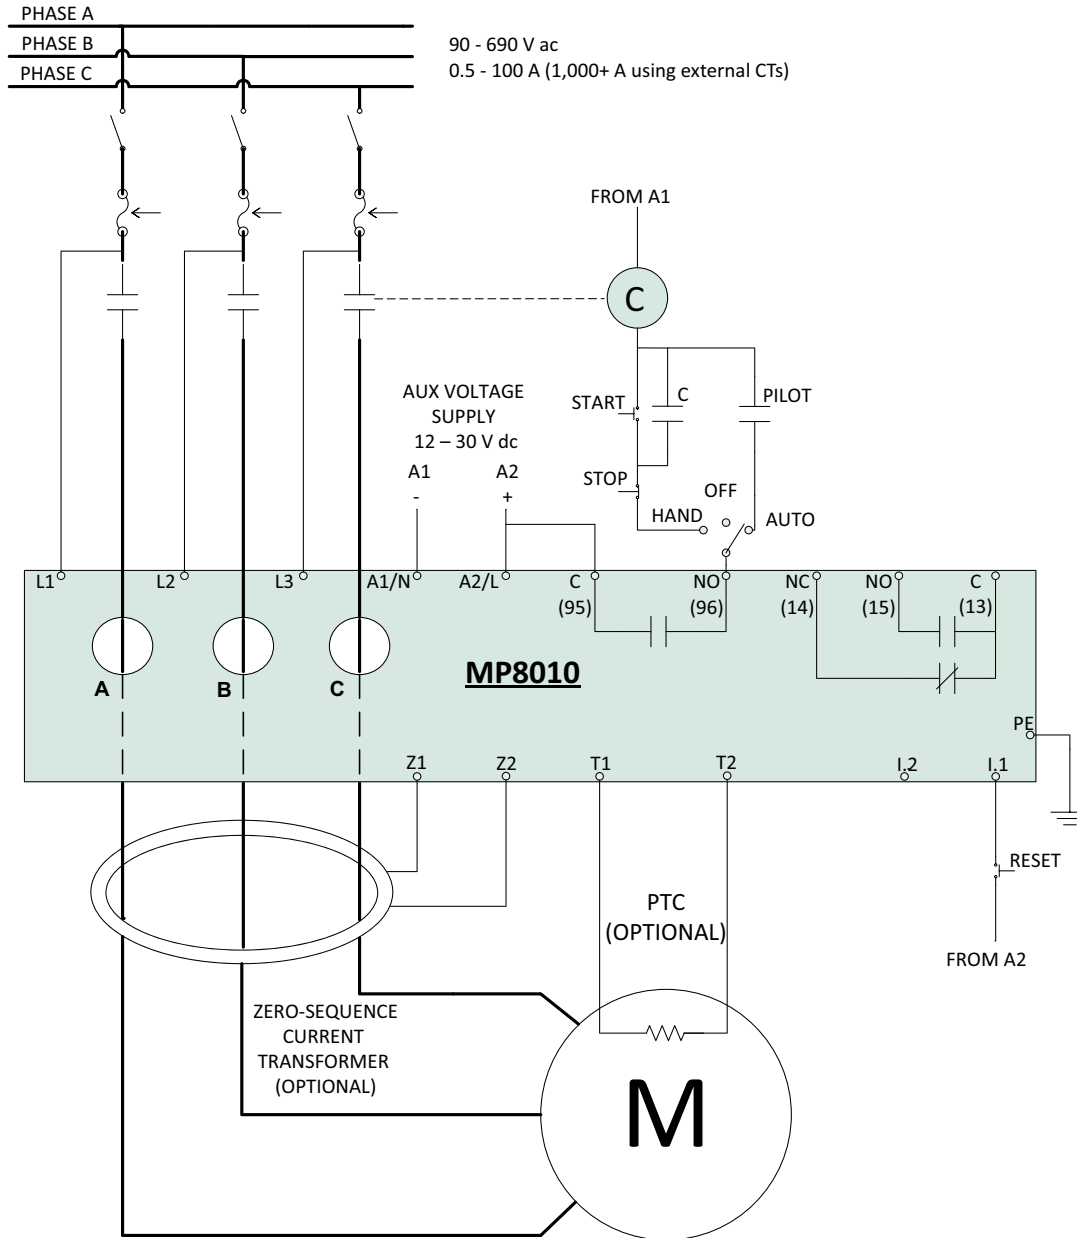 PHASE A
PHASE B
PHASE C
90 - 690 V ac
0.5 - 100 A (1,000+ A using external CTs)
FROM A1
C
AUX VOLTAGE
SUPPLY
12 – 30 V dc
A1
-
A2
+
START
C
PILOT
STOP
OFF
HAND
AUTO
L1
L2
L3
A1/N
A2/L
C
(95)
NO
(96)
NC
(14)
NO
(15)
C
(13)
A
B
C
MP8010
PE
Z1
Z2
T1
T2
I.2
I.1
RESET
FROM A2
PTC
(OPTIONAL)
ZERO-SEQUENCE
CURRENT
TRANSFORMER
(OPTIONAL)
M